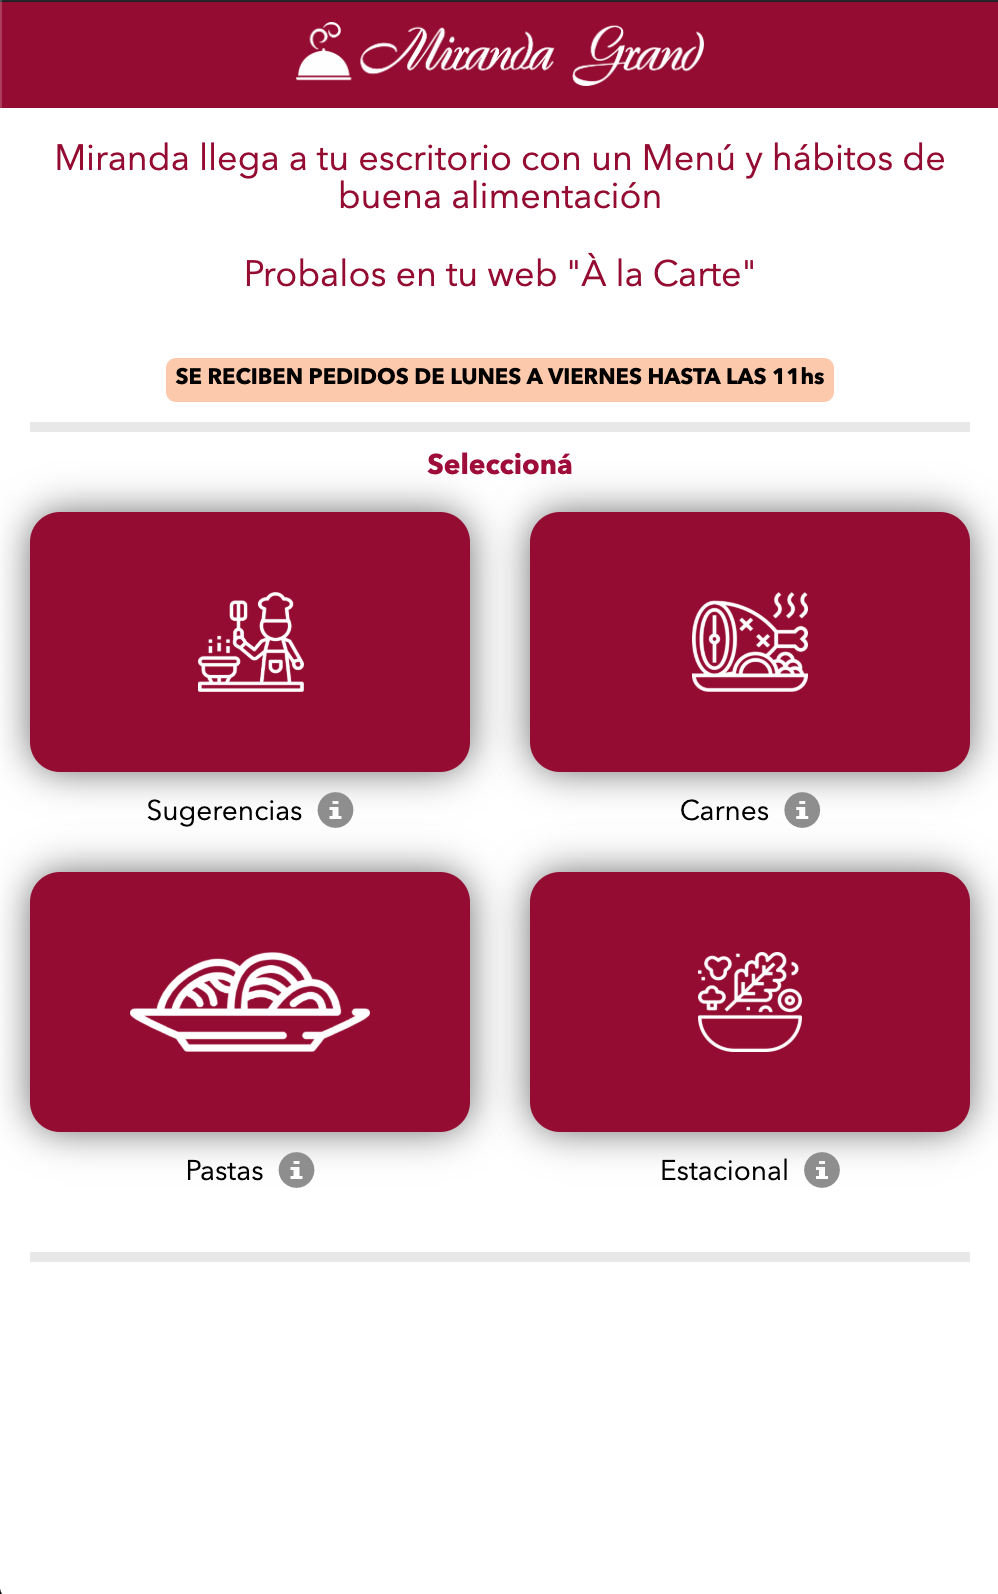 Miranda Grand
Miranda llega a tu escritorio con un Menú y hábitos de
buena alimentación
Probalos en tu web "À la Carte"
SE RECIBEN PEDIDOS DE LUNES A VIERNES HASTA LAS 11hs
Seleccioná
Sugerencias i
Carnes i
Pastas i
Estacional i